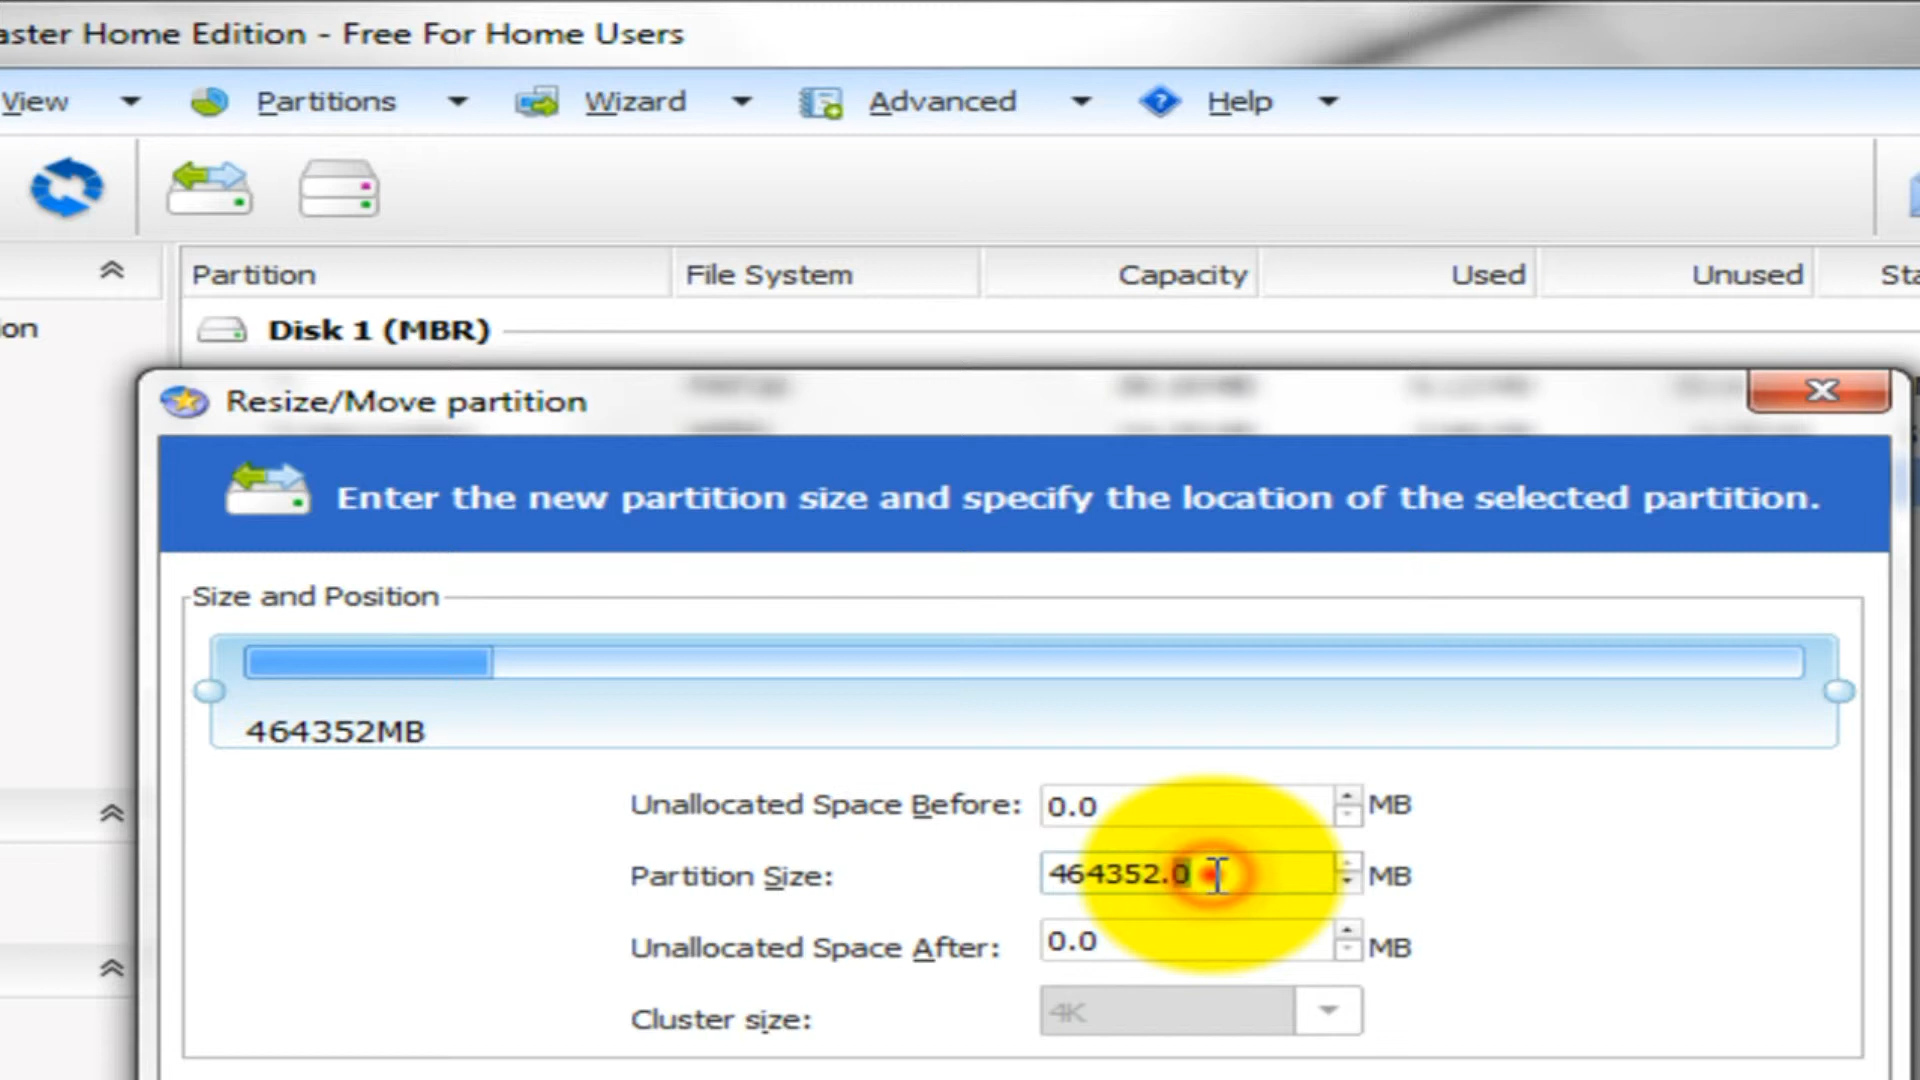 aster Home Edition - Free For Home Users
View Partitions Wizard Advanced Help
Partition File System Capacity Used Unused Sta
on
Disk 1 (MBR)
Resize/Move partition
Enter the new partition size and specify the location of the selected partition.
Size and Position
464352MB
Unallocated Space Before: 0.0 MB
Partition Size: 464352.0 MB
Unallocated Space After: 0.0 MB
Cluster size: 4K